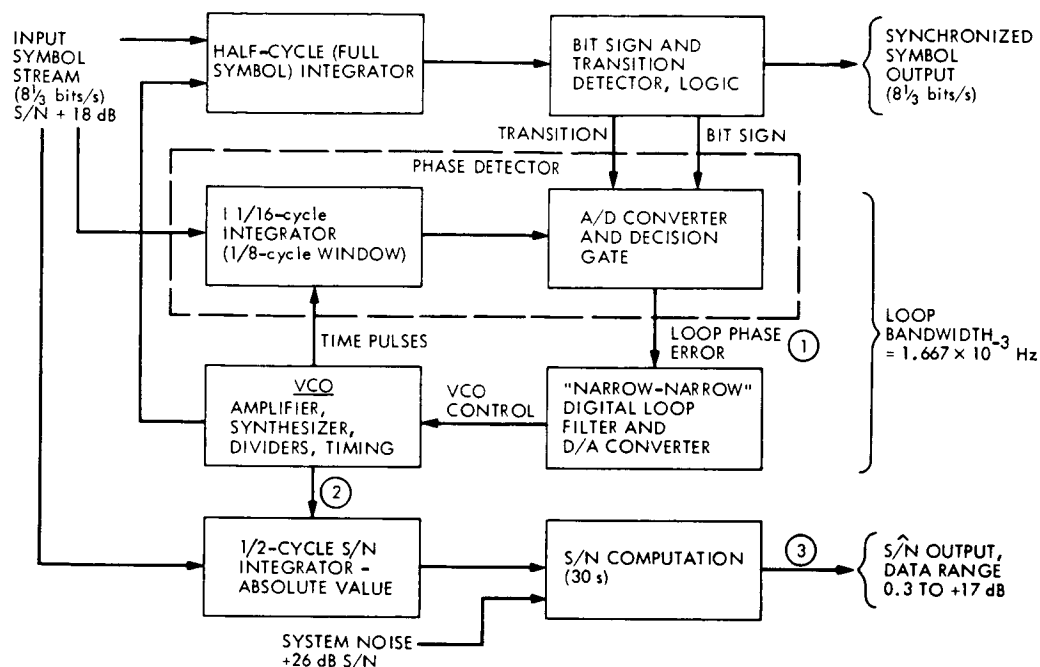 INPUT
SYMBOL
STREAM
(8 1/3 bits/s)
S/N + 18 dB
HALF-CYCLE (FULL
SYMBOL) INTEGRATOR
BIT SIGN AND
TRANSITION
DETECTOR, LOGIC
SYNCHRONIZED
SYMBOL
OUTPUT
(8 1/3 bits/s)
TRANSITION
BIT SIGN
PHASE DETECTOR
I 1/16-cycle
INTEGRATOR
(1/8-cycle WINDOW)
A/D CONVERTER
AND DECISION
GATE
TIME PULSES
LOOP PHASE
ERROR
1
LOOP
BANDWIDTH
= 1.667 × 10⁻³ Hz
VCO
AMPLIFIER,
SYNTHESIZER,
DIVIDERS, TIMING
VCO
CONTROL
"NARROW-NARROW"
DIGITAL LOOP
FILTER AND
D/A CONVERTER
2
1/2-CYCLE S/N
INTEGRATOR -
ABSOLUTE VALUE
S/N COMPUTATION
(30 s)
3
S/N̂ OUTPUT,
DATA RANGE
0.3 TO +17 dB
SYSTEM NOISE
+26 dB S/N